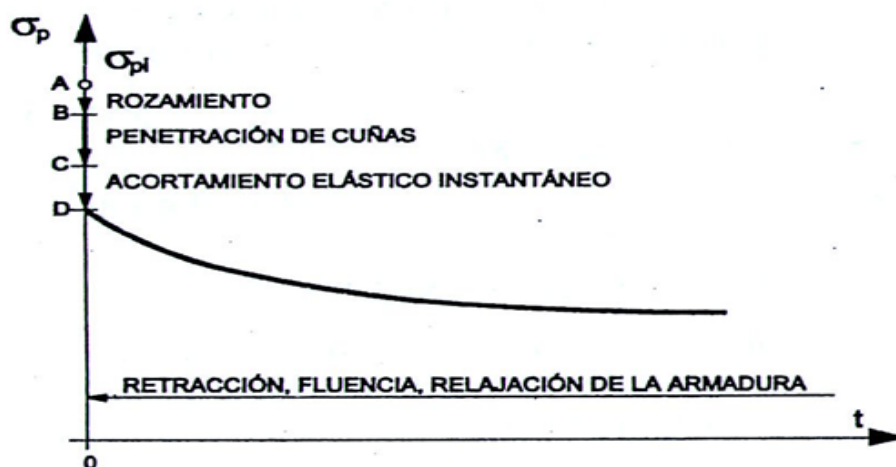 σp
σpi
A
ROZAMIENTO
B
PENETRACIÓN DE CUÑAS
C
ACORTAMIENTO ELÁSTICO INSTANTÁNEO
D
RETRACCIÓN, FLUENCIA, RELAJACIÓN DE LA ARMADURA
t
0